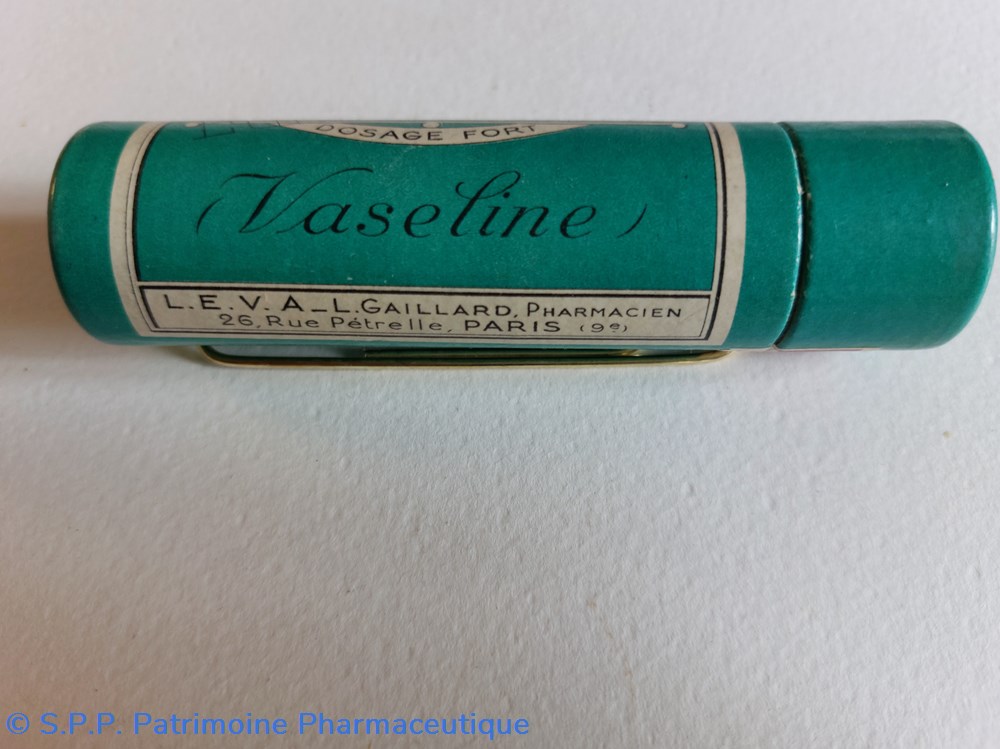 DOSAGE FORT
(Vaseline)
L.E.V.A_L.GAILLARD, PHARMACIEN
26, Rue Pétrelle, PARIS (9e)
© S.P.P. Patrimoine Pharmaceutique